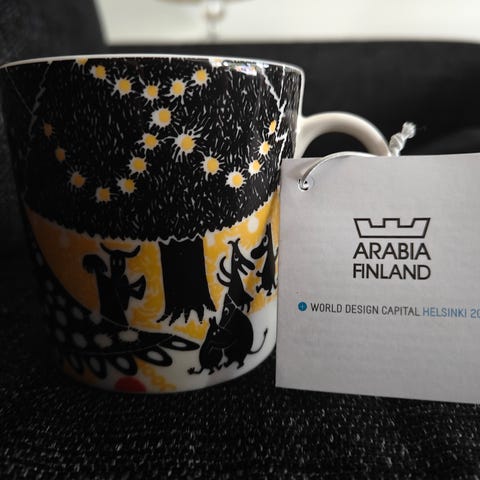 ARABIA
FINLAND
WORLD DESIGN CAPITAL HELSINKI 20